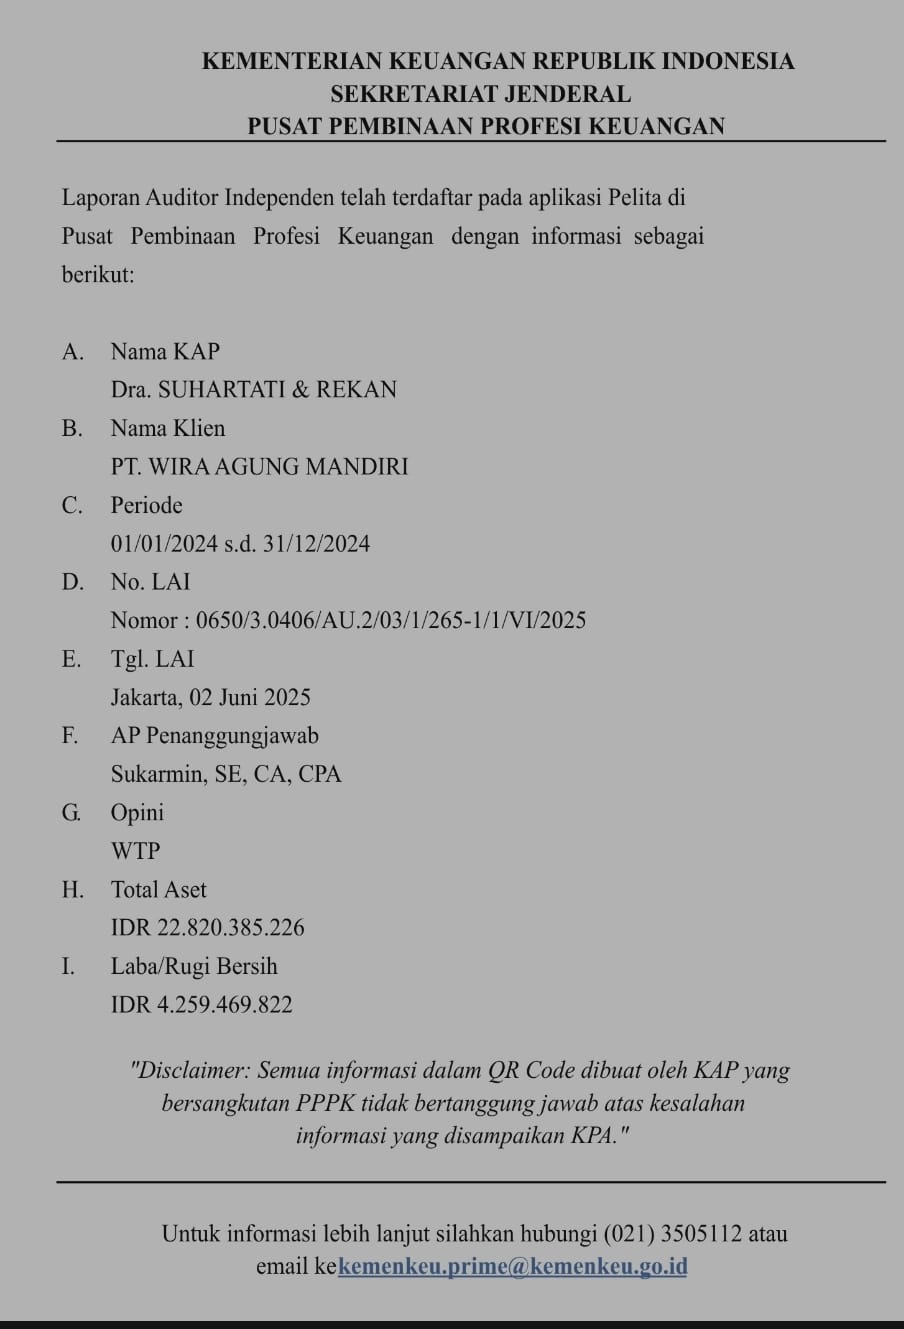 KEMENTERIAN KEUANGAN REPUBLIK INDONESIA
SEKRETARIAT JENDERAL
PUSAT PEMBINAAN PROFESI KEUANGAN
Laporan Auditor Independen telah terdaftar pada aplikasi Pelita di
Pusat Pembinaan Profesi Keuangan dengan informasi sebagai
berikut:
A. Nama KAP
Dra. SUHARTATI & REKAN
B. Nama Klien
PT. WIRA AGUNG MANDIRI
C. Periode
01/01/2024 s.d. 31/12/2024
D. No. LAI
Nomor : 0650/3.0406/AU.2/03/1/265-1/1/VI/2025
E. Tgl. LAI
Jakarta, 02 Juni 2025
F. AP Penanggungjawab
Sukarmin, SE, CA, CPA
G. Opini
WTP
H. Total Aset
IDR 22.820.385.226
I. Laba/Rugi Bersih
IDR 4.259.469.822
"Disclaimer: Semua informasi dalam QR Code dibuat oleh KAP yang
bersangkutan PPPK tidak bertanggung jawab atas kesalahan
informasi yang disampaikan KPA."
Untuk informasi lebih lanjut silahkan hubungi (021) 3505112 atau
email kekemenkeu.prime@kemenkeu.go.id